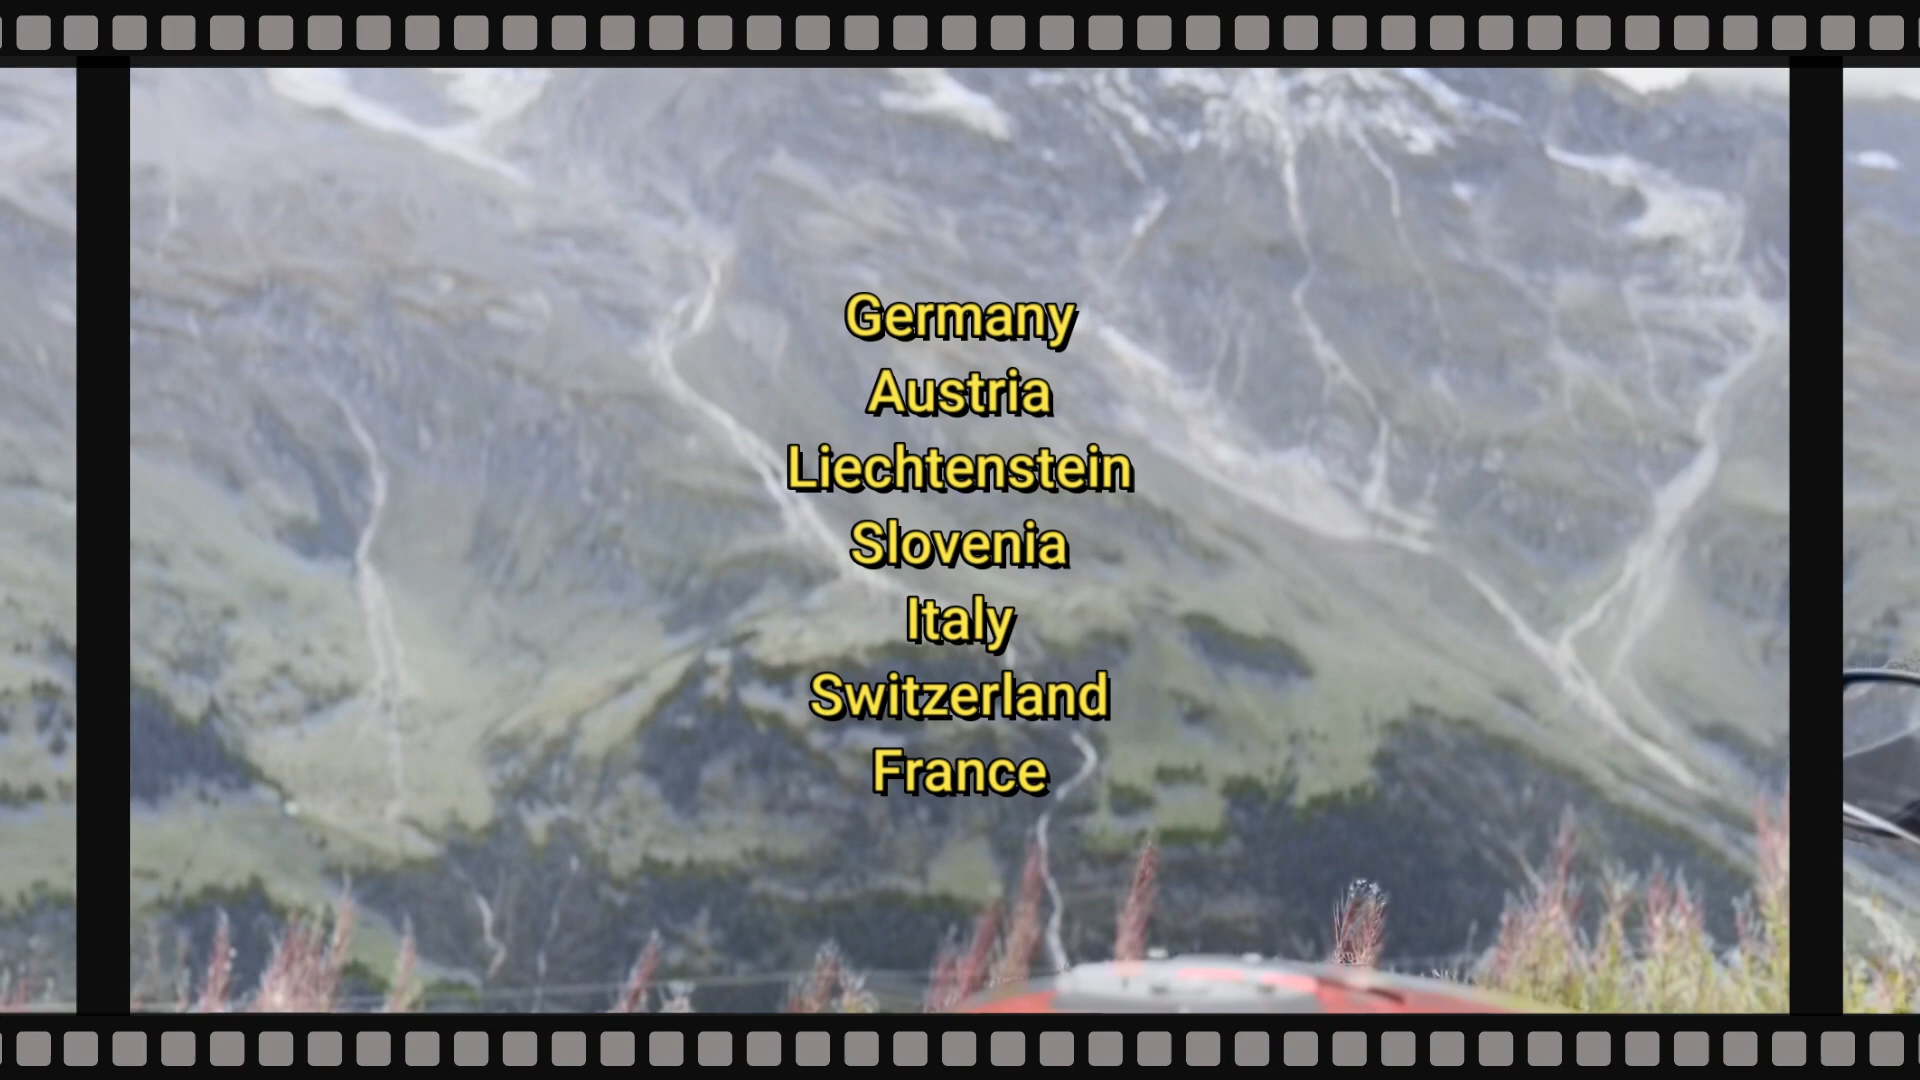 Germany
Austria
Liechtenstein
Slovenia
Italy
Switzerland
France